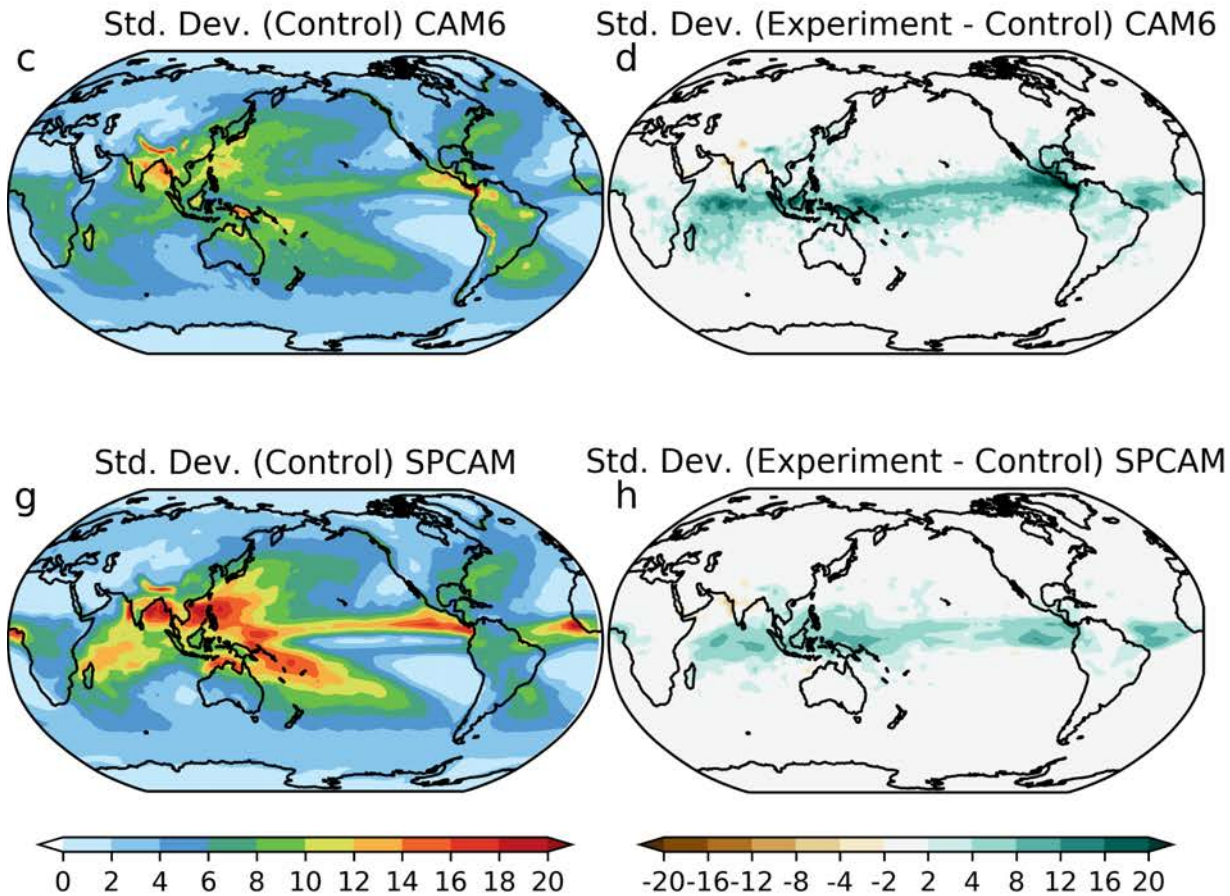 Std. Dev. (Control) CAM6
Std. Dev. (Experiment - Control) CAM6
c
d
Std. Dev. (Control) SPCAM
Std. Dev. (Experiment - Control) SPCAM
g
h
0 2 4 6 8 10 12 14 16 18 20
-20 -16 -12 -8 -4 -2 2 4 8 12 16 20